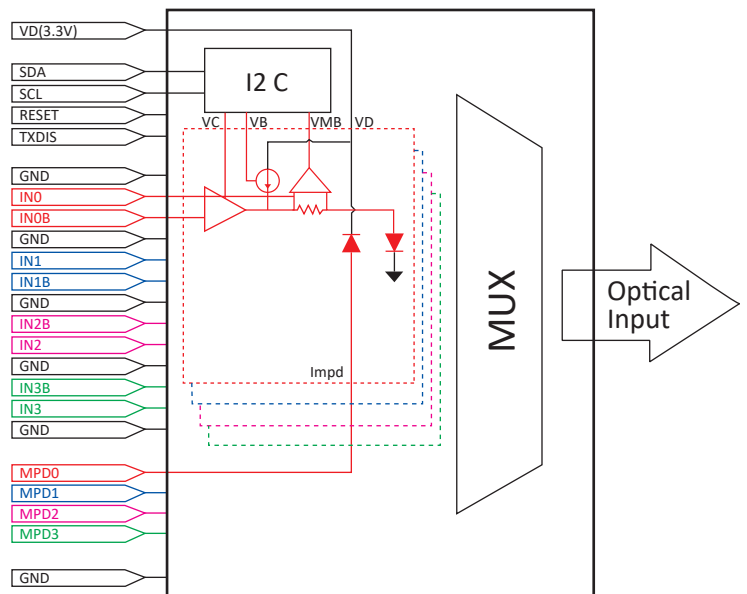 VD(3.3V)
SDA
SCL
RESET
TXDIS
GND
IN0
IN0B
GND
IN1
IN1B
GND
IN2B
IN2
GND
IN3B
IN3
GND
MPD0
MPD1
MPD2
MPD3
GND
I2 C
VC VB VMB VD
Impd
MUX
Optical
Input